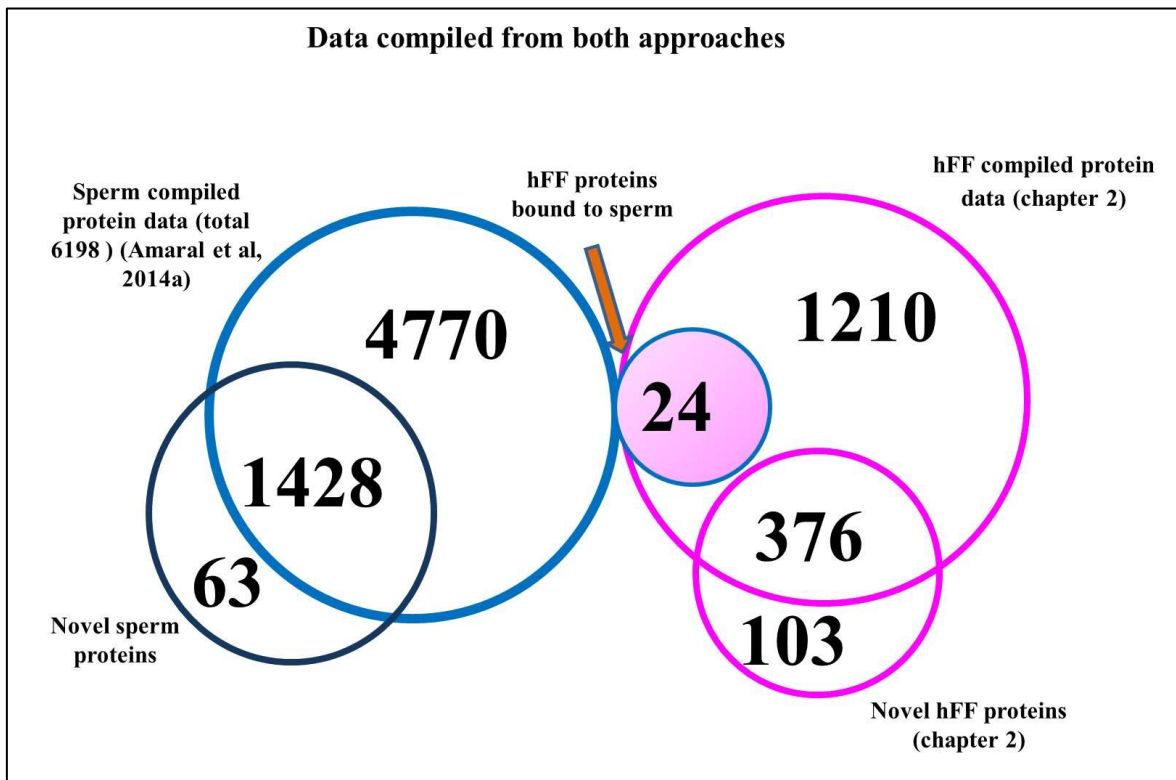 Data compiled from both approaches
Sperm compiled
protein data (total
6198 ) (Amaral et al,
2014a)
hFF proteins
bound to sperm
hFF compiled protein
data (chapter 2)
4770
1210
24
1428
376
63
103
Novel sperm
proteins
Novel hFF proteins
(chapter 2)